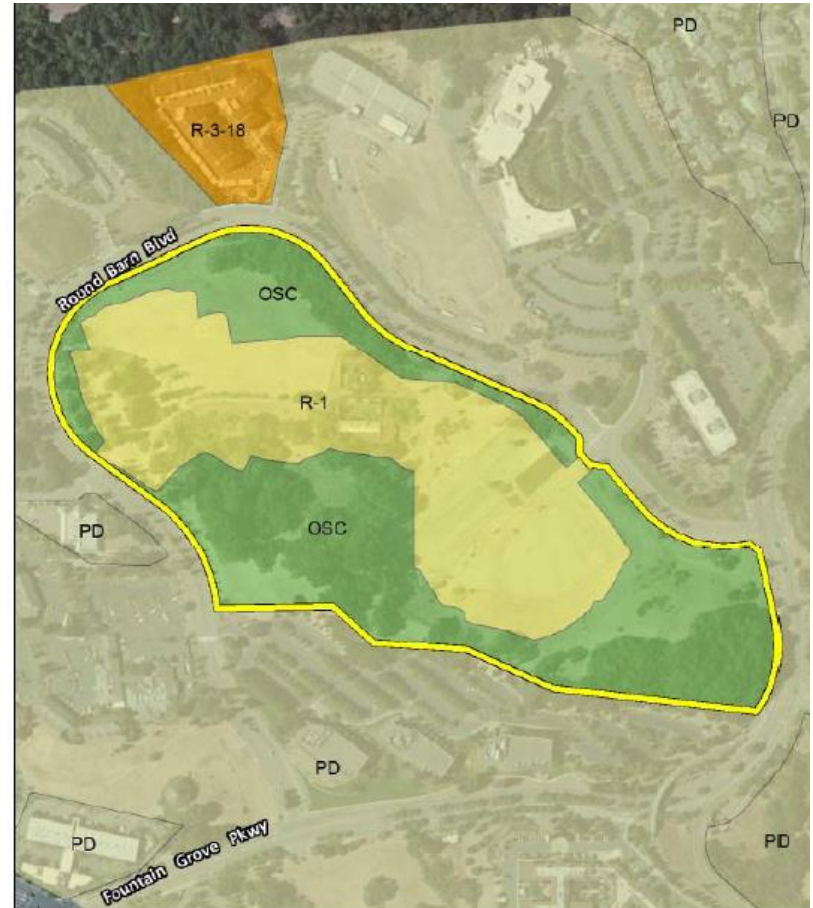 PD
PD
R-3-18
Round Barn Blvd
OSC
R-1
PD
OSC
PD
PD
PD
Fountain Grove Pkwy